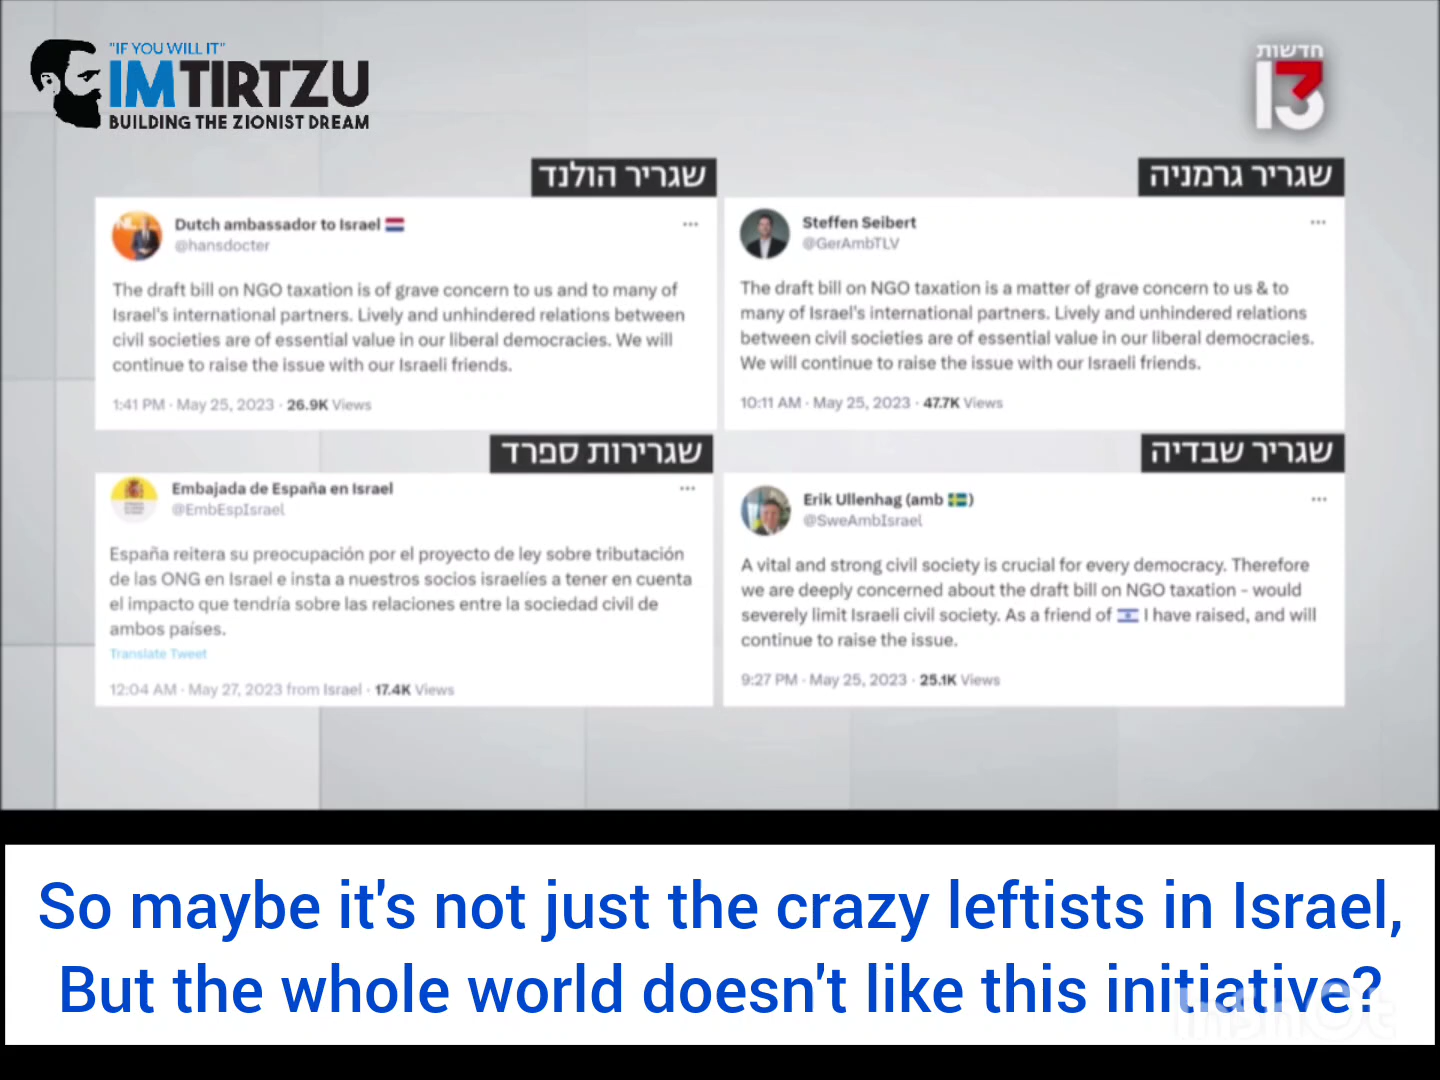 "IF YOU WILL IT"
IM TIRTZU
BUILDING THE ZIONIST DREAM
חדשות
13
שגריר הולנד
Dutch ambassador to Israel 🇳🇱
@hansdocter
The draft bill on NGO taxation is of grave concern to us and to many of
Israel's international partners. Lively and unhindered relations between
civil societies are of essential value in our liberal democracies. We will
continue to raise the issue with our Israeli friends.
1:41 PM · May 25, 2023 · 26.9K Views
שגריר גרמניה
Steffen Seibert
@GerAmbTLV
The draft bill on NGO taxation is a matter of grave concern to us & to
many of Israel's international partners. Lively and unhindered relations
between civil societies are of essential value in our liberal democracies.
We will continue to raise the issue with our Israeli friends.
10:11 AM · May 25, 2023 · 47.7K Views
שגרירות ספרד
Embajada de España en Israel
@EmbEspIsrael
España reitera su preocupación por el proyecto de ley sobre tributación
de las ONG en Israel e insta a nuestros socios israelíes a tener en cuenta
el impacto que tendría sobre las relaciones entre la sociedad civil de
ambos países.
Translate Tweet
12:04 AM · May 27, 2023 from Israel · 17.4K Views
שגריר שבדיה
Erik Ullenhag (amb 🇸🇪)
@SweAmbIsrael
A vital and strong civil society is crucial for every democracy. Therefore
we are deeply concerned about the draft bill on NGO taxation - would
severely limit Israeli civil society. As a friend of 🇮🇱 I have raised, and will
continue to raise the issue.
9:27 PM · May 25, 2023 · 25.1K Views
So maybe it's not just the crazy leftists in Israel,
But the whole world doesn't like this initiative?
InShOt